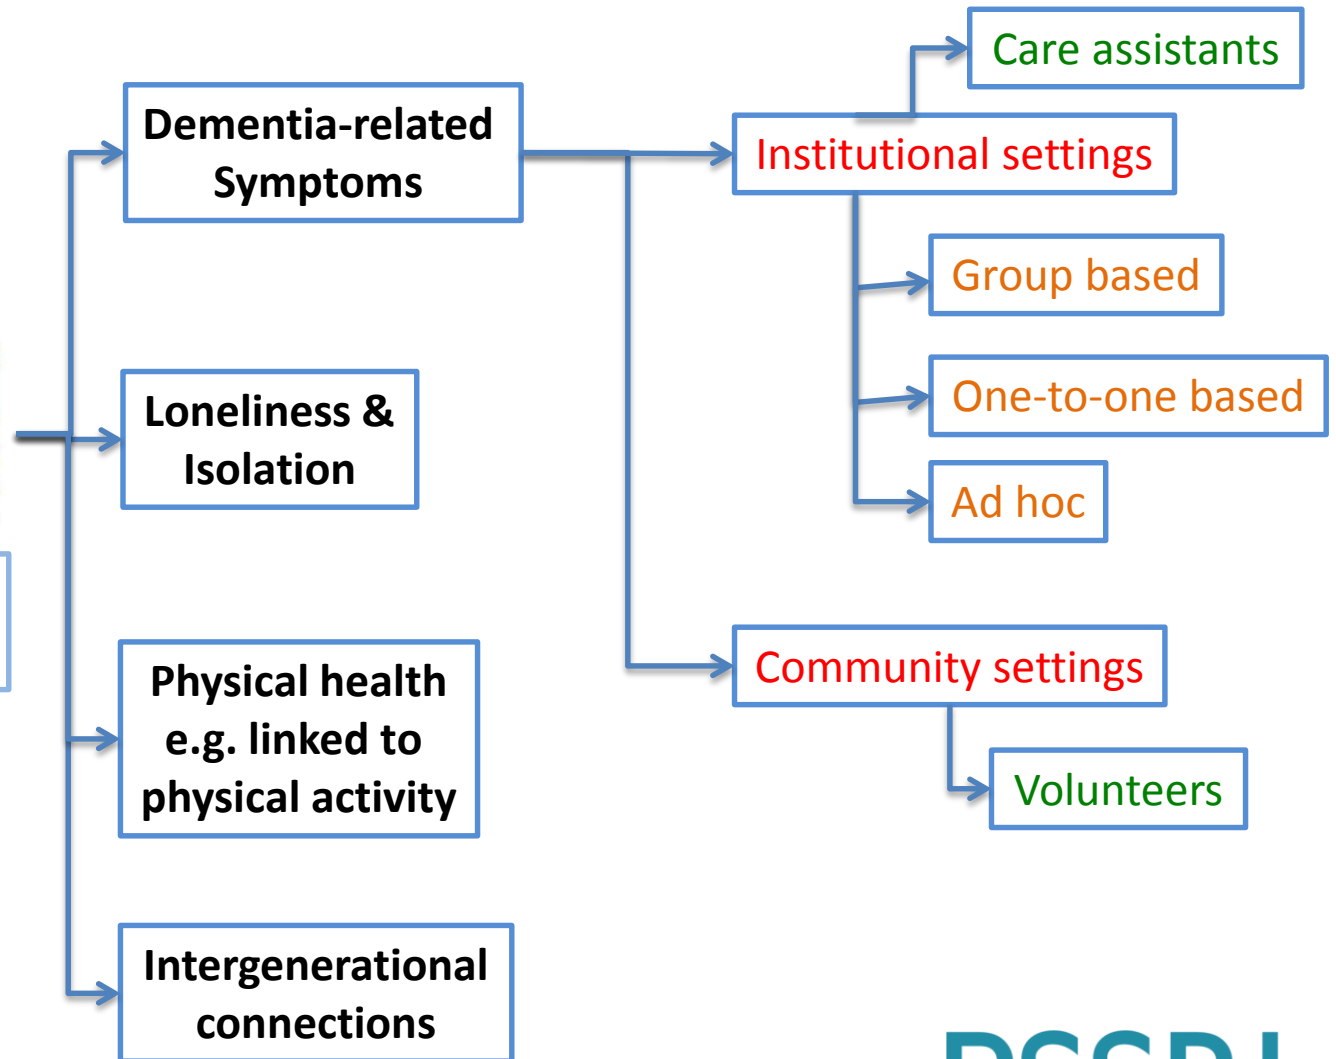 Care assistants
Dementia-related
Symptoms
Institutional settings
Group based
Loneliness &
Isolation
One-to-one based
Ad hoc
Physical health
e.g. linked to
physical activity
Community settings
Volunteers
Intergenerational
connections